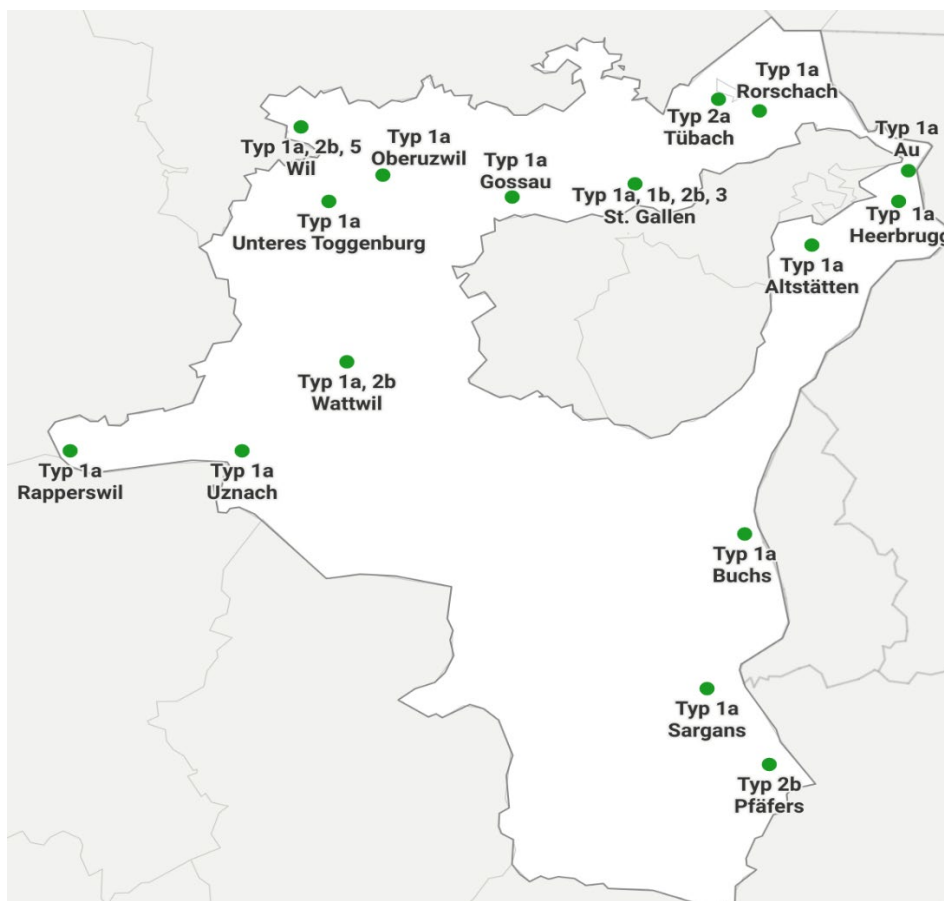 Typ 1a
Rorschach
Typ 2a
Tübach
Typ 1a
Au
Typ 1a, 2b, 5
Wil
Typ 1a
Oberuzwil
Typ 1a
Gossau
Typ 1a, 1b, 2b, 3
St. Gallen
Typ 1a
Unteres Toggenburg
Typ 1a
Heerbrugg
Typ 1a
Altstätten
Typ 1a, 2b
Wattwil
Typ 1a
Rapperswil
Typ 1a
Uznach
Typ 1a
Buchs
Typ 1a
Sargans
Typ 2b
Pfäfers